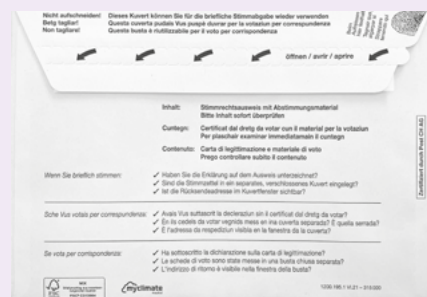 Nicht aufschneiden! Dieses Kuvert können Sie für die briefliche Stimmabgabe wieder verwenden
Betg tagliar! Questa cuverta pudais Vus puspè duvrar per la votaziun per correspundenza
Non tagliare! Questa busta è riutilizzabile per il voto per corrispondenza
öffnen / avrir / aprire
Inhalt: Stimmrechtsausweis mit Abstimmungsmaterial
Bitte Inhalt sofort überprüfen
Cuntegn: Certificat dal dretg da votar cun il material per la votaziun
Per plaschair examinar immediatamain il cuntegn
Contenuto: Carta di legittimazione e materiale di voto
Prego controllare subito il contenuto
Wenn Sie brieflich stimmen: ✓ Haben Sie die Erklärung auf dem Ausweis unterzeichnet?
✓ Sind die Stimmzettel in ein separates, verschlossenes Kuvert eingelegt?
✓ Ist die Rücksendeadresse im Kuvertfenster sichtbar?
Sche Vus votais per correspundenza: ✓ Avais Vus suttascrit la decleraziun sin il certificat dal dretg da votar?
✓ En ils cedels da votar vegnids mess en ina cuverta separada? È quella serrada?
✓ È l'adressa da respediziun visibla en la fanestra da la cuverta?
Se vota per corrispondenza: ✓ Ha sottoscritto la dichiarazione sulla carta di legittimazione?
✓ Le schede di voto sono state messe in una busta chiusa separata?
✓ L'indirizzo di ritorno è visibile nella finestra della busta?
FSC
MIX
myclimate
Zertifiziert durch Post CH AG